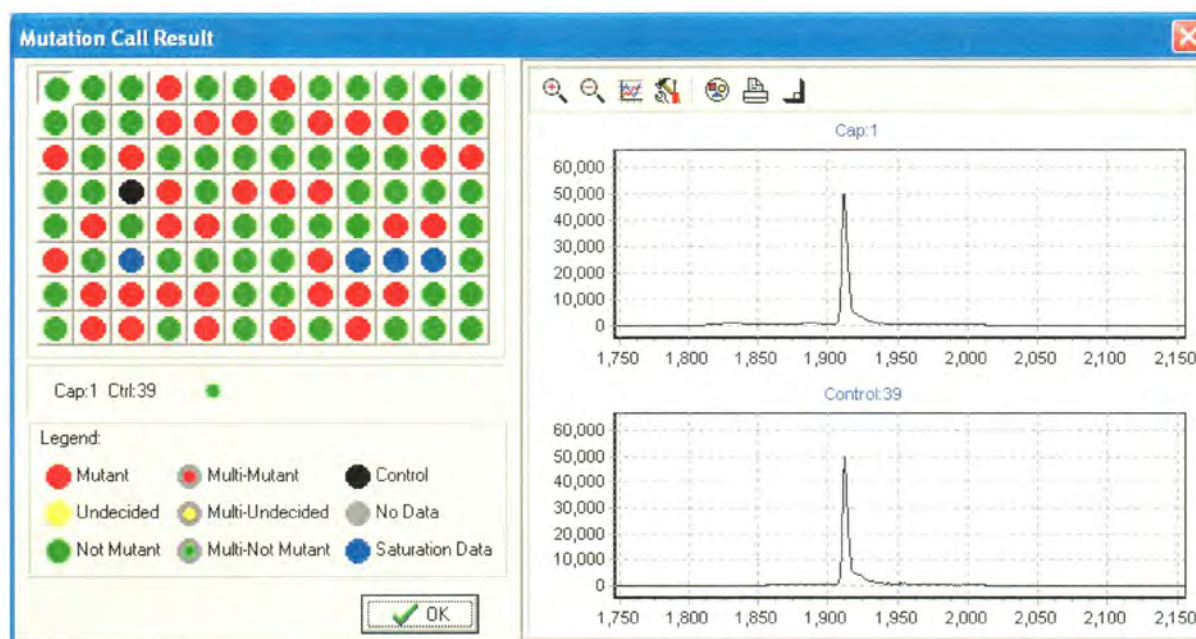 Mutation Call Result
Cap:1 Ctrl:39
Legend:
Mutant Multi-Mutant Control
Undecided Multi-Undecided No Data
Not Mutant Multi-Not Mutant Saturation Data
OK
Cap:1
60,000
50,000
40,000
30,000
20,000
10,000
0
1,750 1,800 1,850 1,900 1,950 2,000 2,050 2,100 2,150
Control:39
60,000
50,000
40,000
30,000
20,000
10,000
0
1,750 1,800 1,850 1,900 1,950 2,000 2,050 2,100 2,150